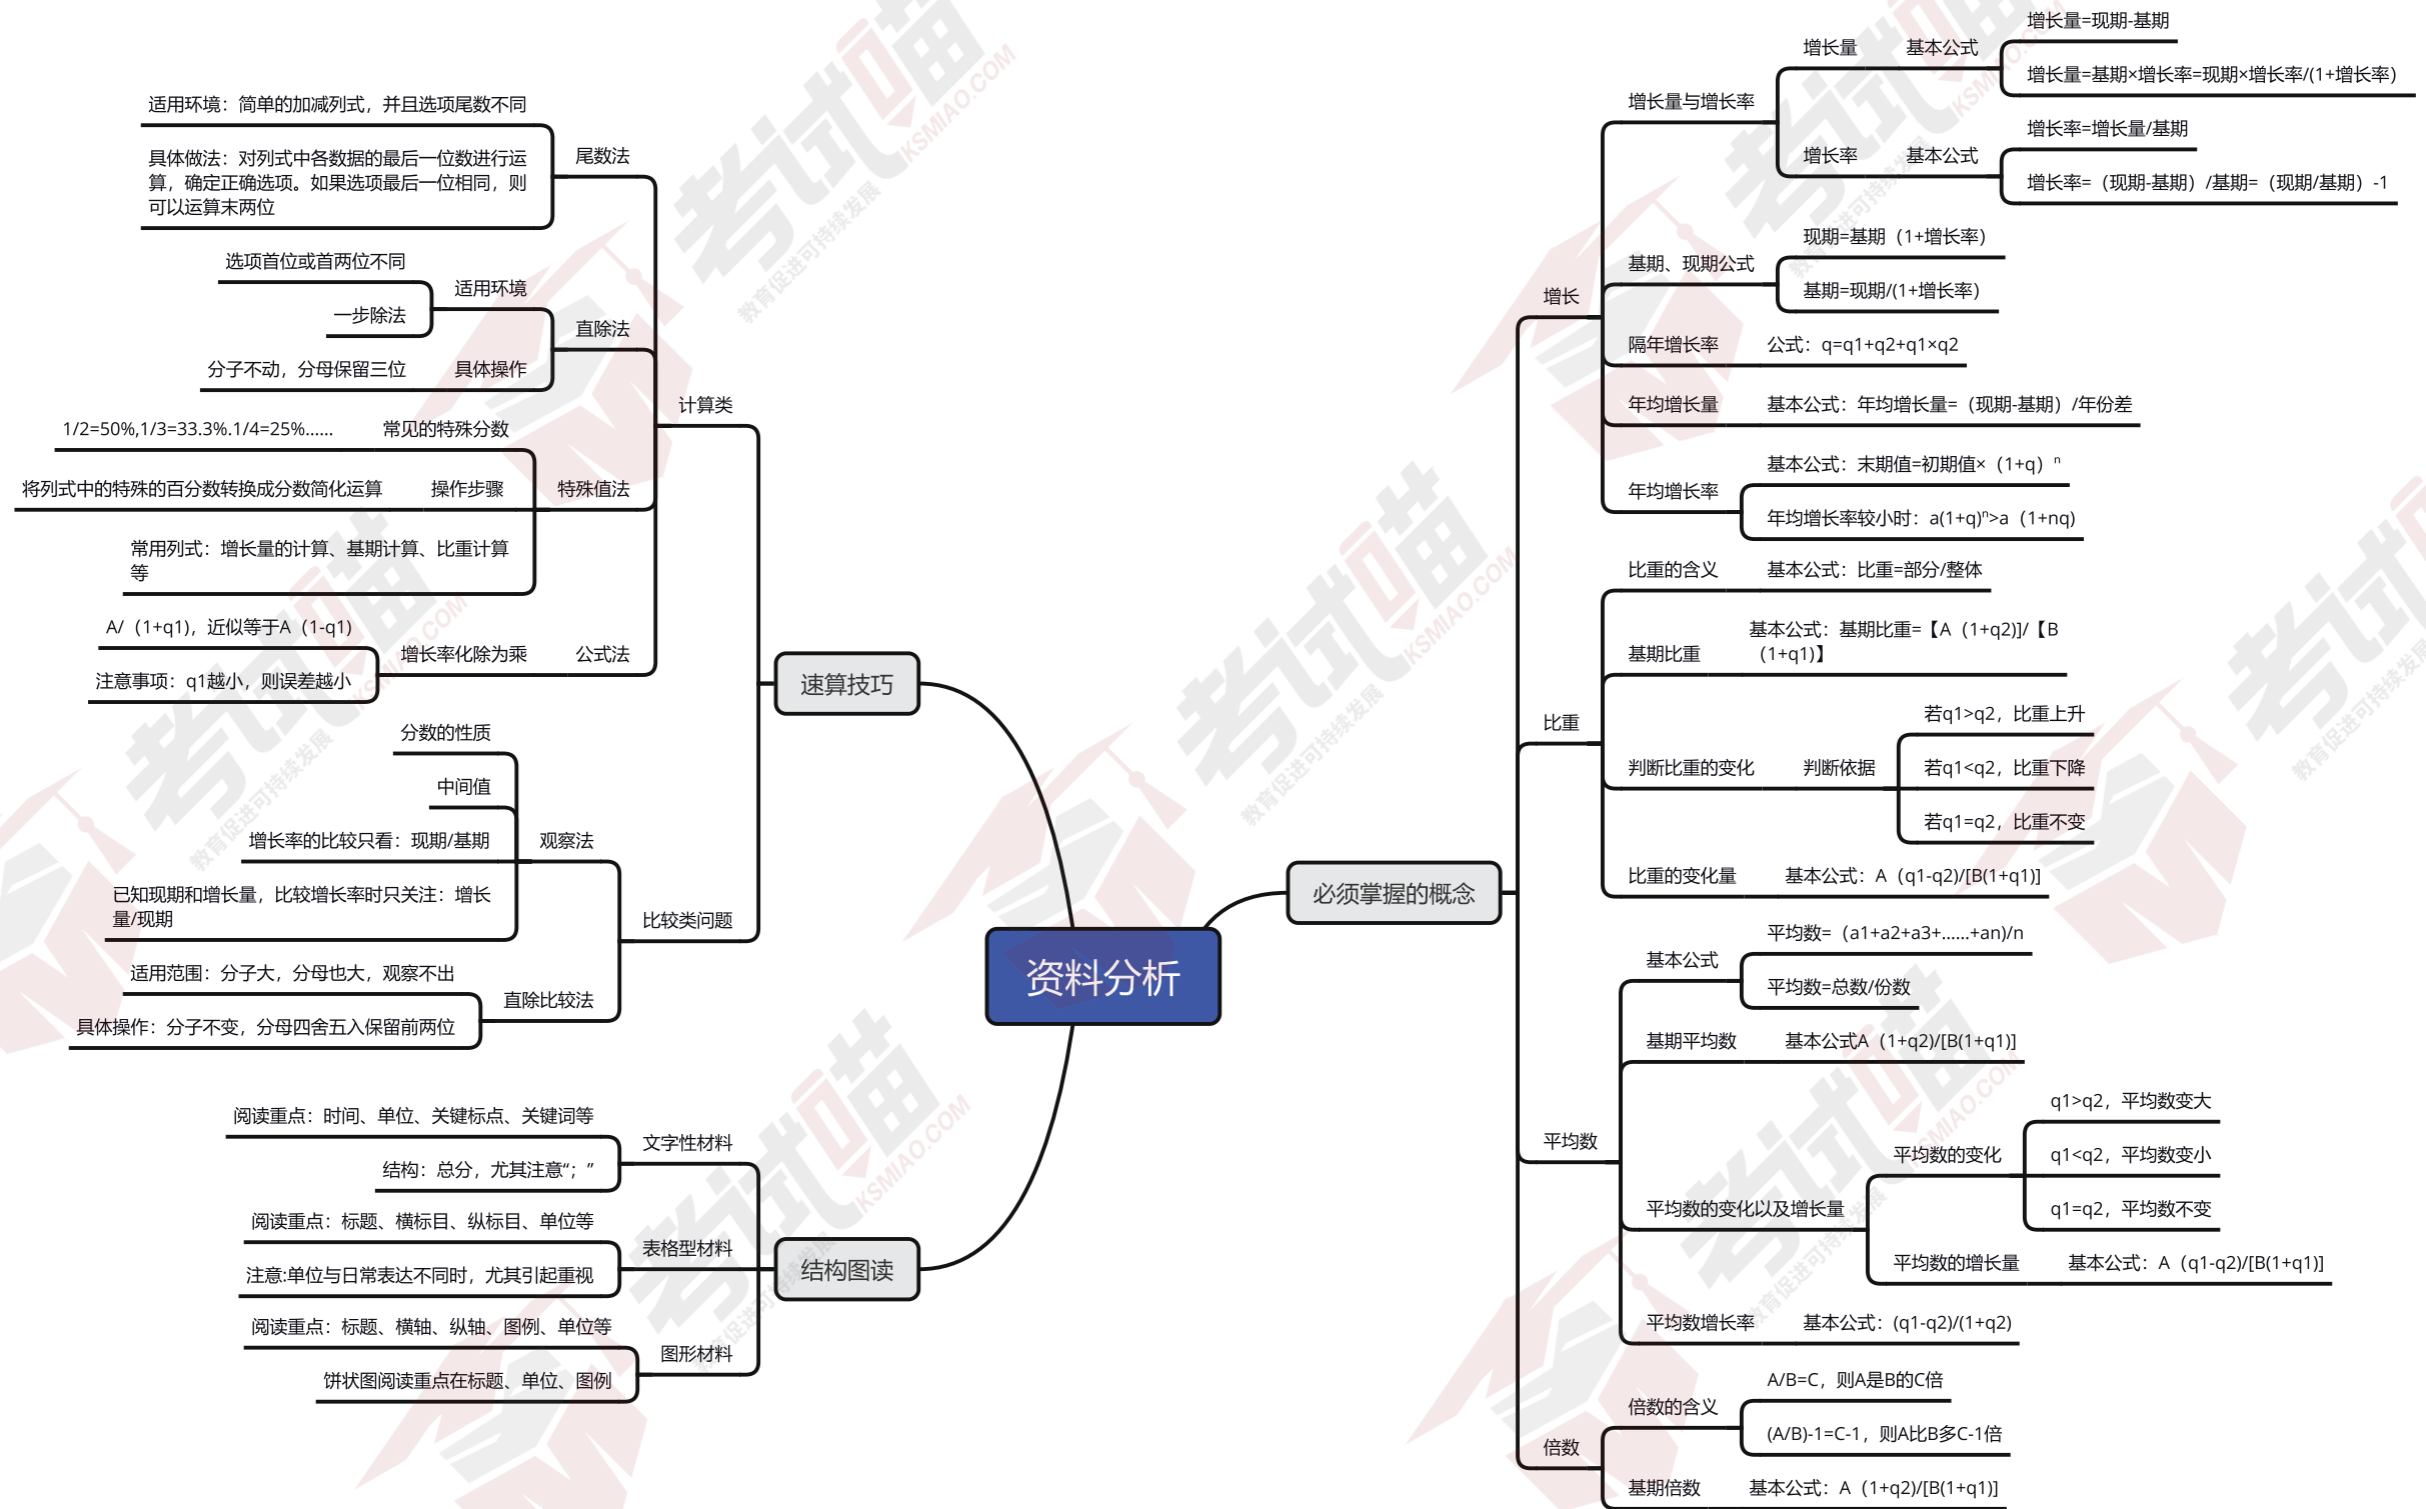 资料分析
速算技巧
计算类
尾数法
适用环境：简单的加减列式，并且选项尾数不同
具体做法：对列式中各数据的最后一位数进行运
算，确定正确选项。如果选项最后一位相同，则
可以运算末两位
直除法
适用环境
选项首位或首两位不同
一步除法
具体操作
分子不动，分母保留三位
特殊值法
常见的特殊分数
1/2=50%,1/3=33.3%.1/4=25%......
操作步骤
将列式中的特殊的百分数转换成分数简化运算
常用列式：增长量的计算、基期计算、比重计算
等
公式法
增长率化除为乘
A/（1+q1)，近似等于A（1-q1)
注意事项：q1越小，则误差越小
比较类问题
观察法
分数的性质
中间值
增长率的比较只看：现期/基期
已知现期和增长量，比较增长率时只关注：增长
量/现期
直除比较法
适用范围：分子大，分母也大，观察不出
具体操作：分子不变，分母四舍五入保留前两位
结构图读
文字性材料
阅读重点：时间、单位、关键标点、关键词等
结构：总分，尤其注意“；”
表格型材料
阅读重点：标题、横标目、纵标目、单位等
注意:单位与日常表达不同时，尤其引起重视
图形材料
阅读重点：标题、横轴、纵轴、图例、单位等
饼状图阅读重点在标题、单位、图例
必须掌握的概念
增长
增长量与增长率
增长量
基本公式
增长量=现期-基期
增长量=基期×增长率=现期×增长率/(1+增长率)
增长率
基本公式
增长率=增长量/基期
增长率=（现期-基期）/基期=（现期/基期）-1
基期、现期公式
现期=基期（1+增长率）
基期=现期/(1+增长率)
隔年增长率
公式：q=q1+q2+q1×q2
年均增长量
基本公式：年均增长量=（现期-基期）/年份差
年均增长率
基本公式：末期值=初期值×（1+q）ⁿ
年均增长率较小时：a(1+q)ⁿ>a（1+nq)
比重
比重的含义
基本公式：比重=部分/整体
基期比重
基本公式：基期比重=【A（1+q2)]/【B
（1+q1)】
判断比重的变化
判断依据
若q1>q2，比重上升
若q1<q2，比重下降
若q1=q2，比重不变
比重的变化量
基本公式：A（q1-q2)/[B(1+q1)]
平均数
基本公式
平均数=（a1+a2+a3+......+an)/n
平均数=总数/份数
基期平均数
基本公式A（1+q2)/[B(1+q1)]
平均数的变化以及增长量
平均数的变化
q1>q2，平均数变大
q1<q2，平均数变小
q1=q2，平均数不变
平均数的增长量
基本公式：A（q1-q2)/[B(1+q1)]
平均数增长率
基本公式：(q1-q2)/(1+q2)
倍数
倍数的含义
A/B=C，则A是B的C倍
(A/B)-1=C-1，则A比B多C-1倍
基期倍数
基本公式：A（1+q2)/[B(1+q1)]
考试喵
KSMIAO.COM
教育促进可持续发展